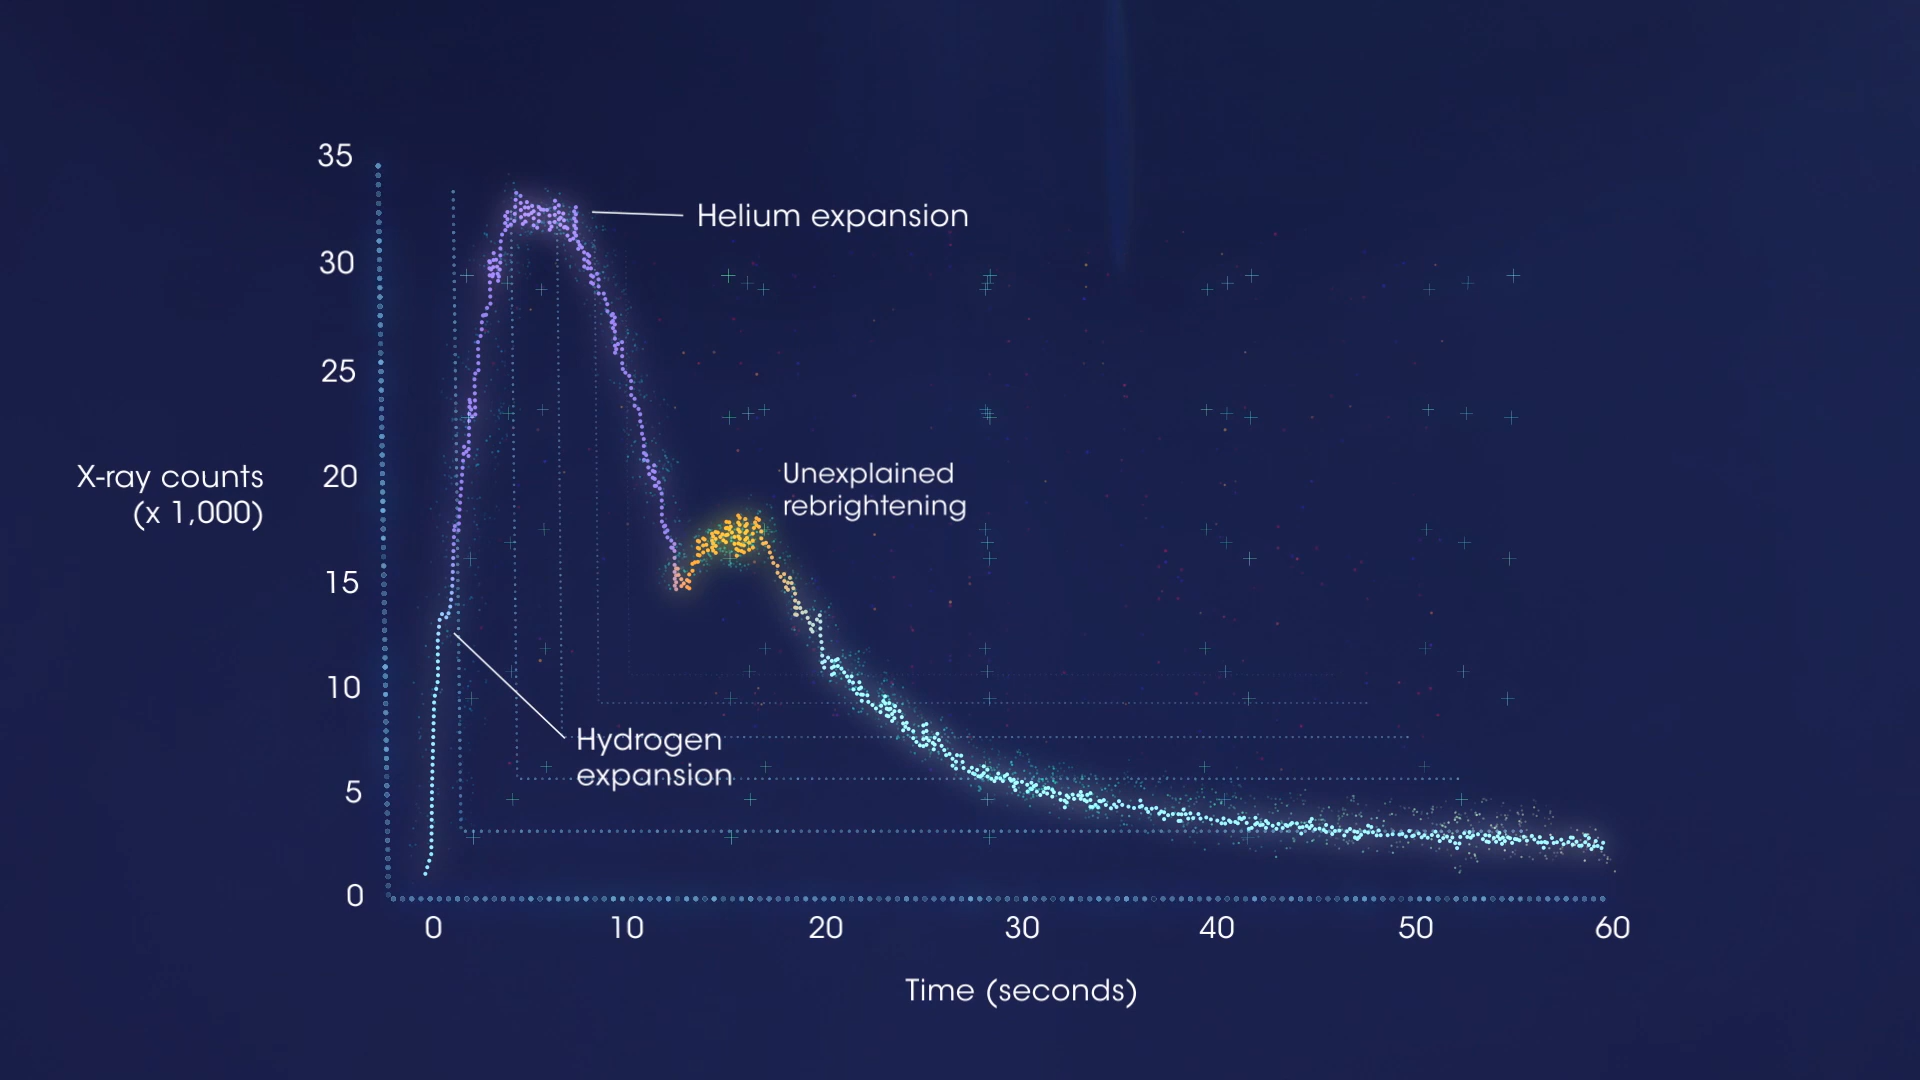 35
Helium expansion
30
25
X-ray counts
(x 1,000)
20
Unexplained
rebrightening
15
10
Hydrogen
expansion
5
0
0 10 20 30 40 50 60
Time (seconds)